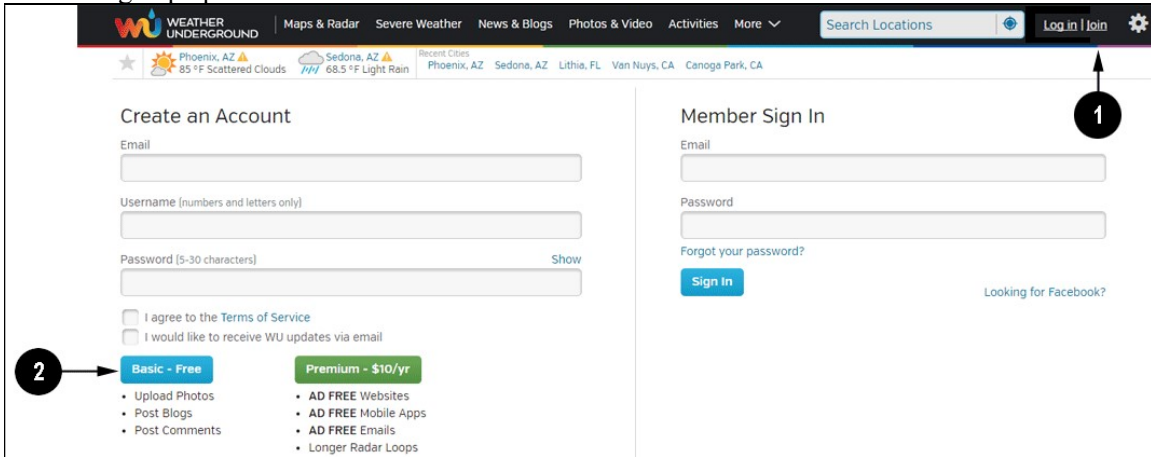 WEATHER UNDERGROUND Maps & Radar Severe Weather News & Blogs Photos & Video Activities More Search Locations Log in | Join
Phoenix, AZ
85 °F Scattered Clouds
Sedona, AZ
68.5 °F Light Rain
Recent Cities
Phoenix, AZ Sedona, AZ Lithia, FL Van Nuys, CA Canoga Park, CA
1
Create an Account
Email
Username (numbers and letters only)
Password (5-30 characters) Show
I agree to the Terms of Service
I would like to receive WU updates via email
2
Basic - Free
• Upload Photos
• Post Blogs
• Post Comments
Premium - $10/yr
• AD FREE Websites
• AD FREE Mobile Apps
• AD FREE Emails
• Longer Radar Loops
Member Sign In
Email
Password
Forgot your password?
Sign In
Looking for Facebook?